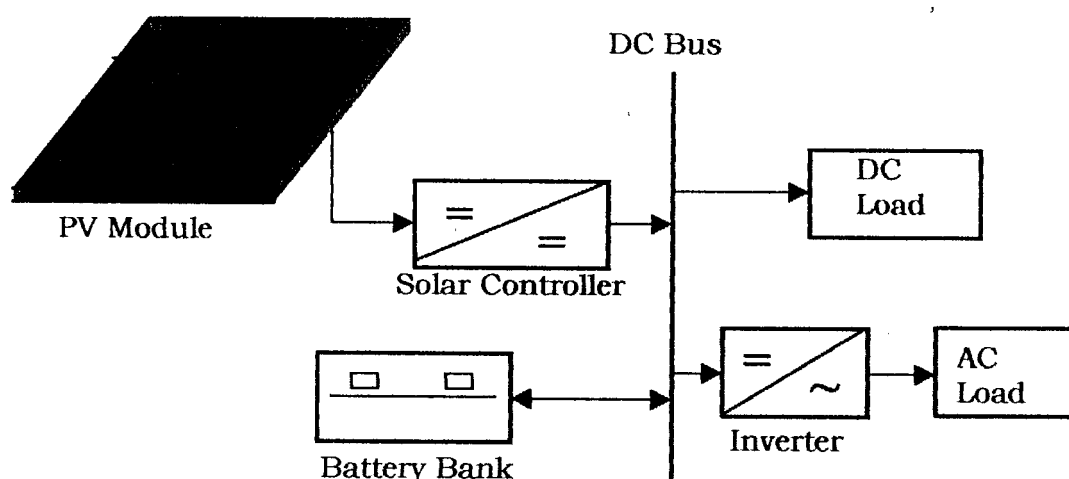 DC Bus
DC
Load
PV Module
=
=
Solar Controller
=
~
AC
Load
Inverter
Battery Bank